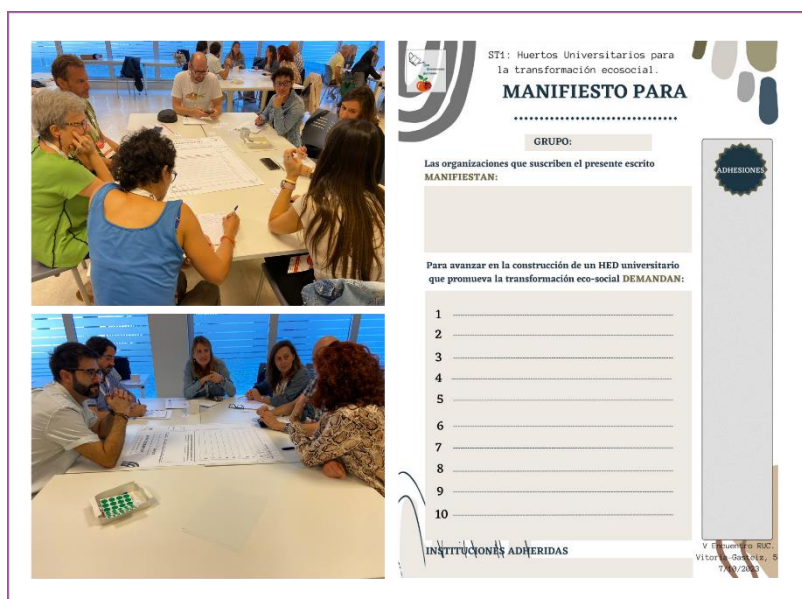 ST1: Huertos Universitarios para
la transformación ecosocial.
MANIFIESTO PARA
GRUPO:
Las organizaciones que suscriben el presente escrito
MANIFIESTAN:
ADHESIONES
Para avanzar en la construcción de un HED universitario
que promueva la transformación eco-social DEMANDAN:
1
2
3
4
5
6
7
8
9
10
INSTITUCIONES ADHERIDAS
V Encuentro RUC.
Vitoria-Gasteiz, 5
7/10/2023